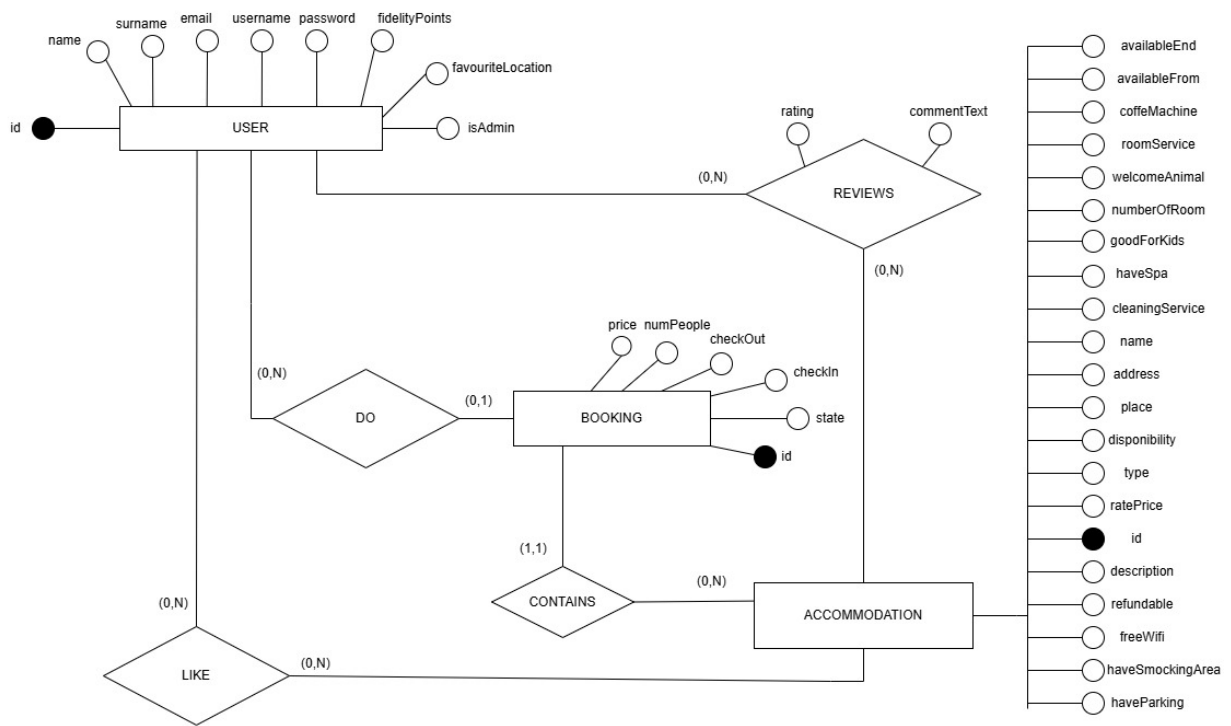 name
surname
email
username
password
fidelityPoints
favouriteLocation
id
USER
isAdmin
rating
commentText
(0,N)
REVIEWS
(0,N)
(0,N)
DO
(0,1)
BOOKING
price
numPeople
checkOut
checkIn
state
id
(1,1)
CONTAINS
(0,N)
ACCOMMODATION
(0,N)
LIKE
(0,N)
availableEnd
availableFrom
coffeMachine
roomService
welcomeAnimal
numberOfRoom
goodForKids
haveSpa
cleaningService
name
address
place
disponibility
type
ratePrice
id
description
refundable
freeWifi
haveSmockingArea
haveParking